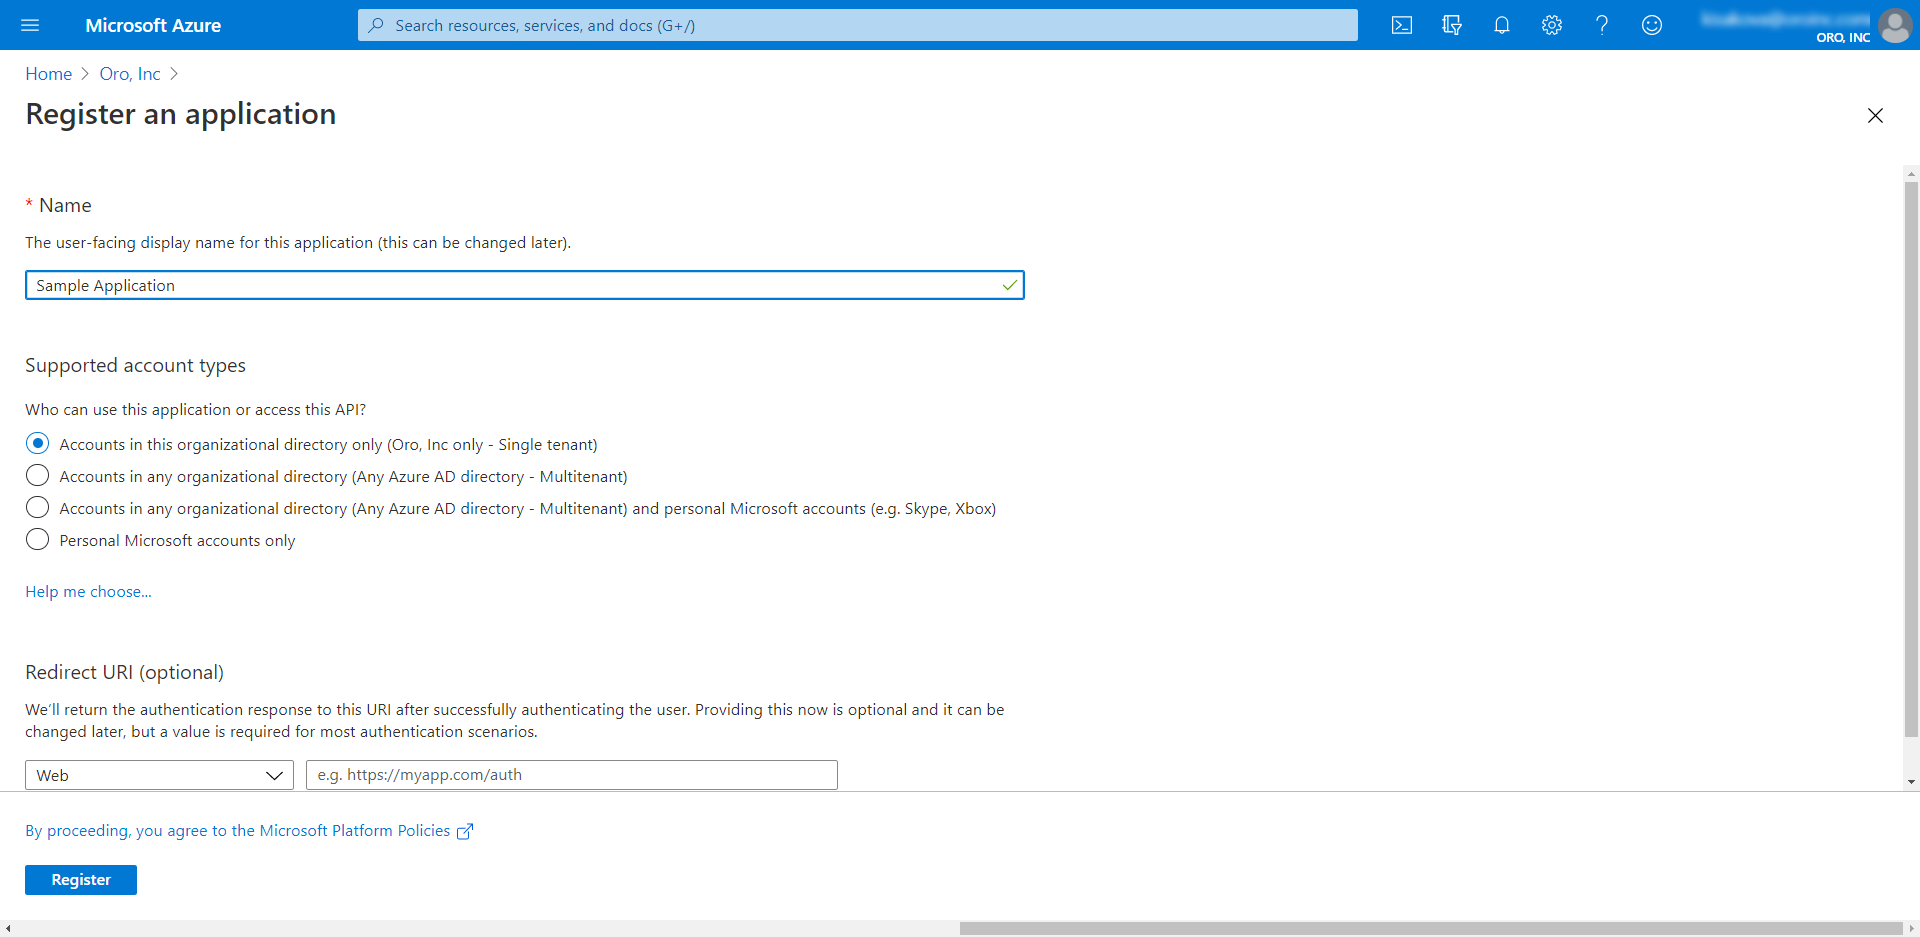 Microsoft Azure
Search resources, services, and docs (G+/)
ORO, INC
Home > Oro, Inc >
Register an application
* Name
The user-facing display name for this application (this can be changed later).
Sample Application
Supported account types
Who can use this application or access this API?
Accounts in this organizational directory only (Oro, Inc only - Single tenant)
Accounts in any organizational directory (Any Azure AD directory - Multitenant)
Accounts in any organizational directory (Any Azure AD directory - Multitenant) and personal Microsoft accounts (e.g. Skype, Xbox)
Personal Microsoft accounts only
Help me choose...
Redirect URI (optional)
We'll return the authentication response to this URI after successfully authenticating the user. Providing this now is optional and it can be
changed later, but a value is required for most authentication scenarios.
Web
e.g. https://myapp.com/auth
By proceeding, you agree to the Microsoft Platform Policies
Register